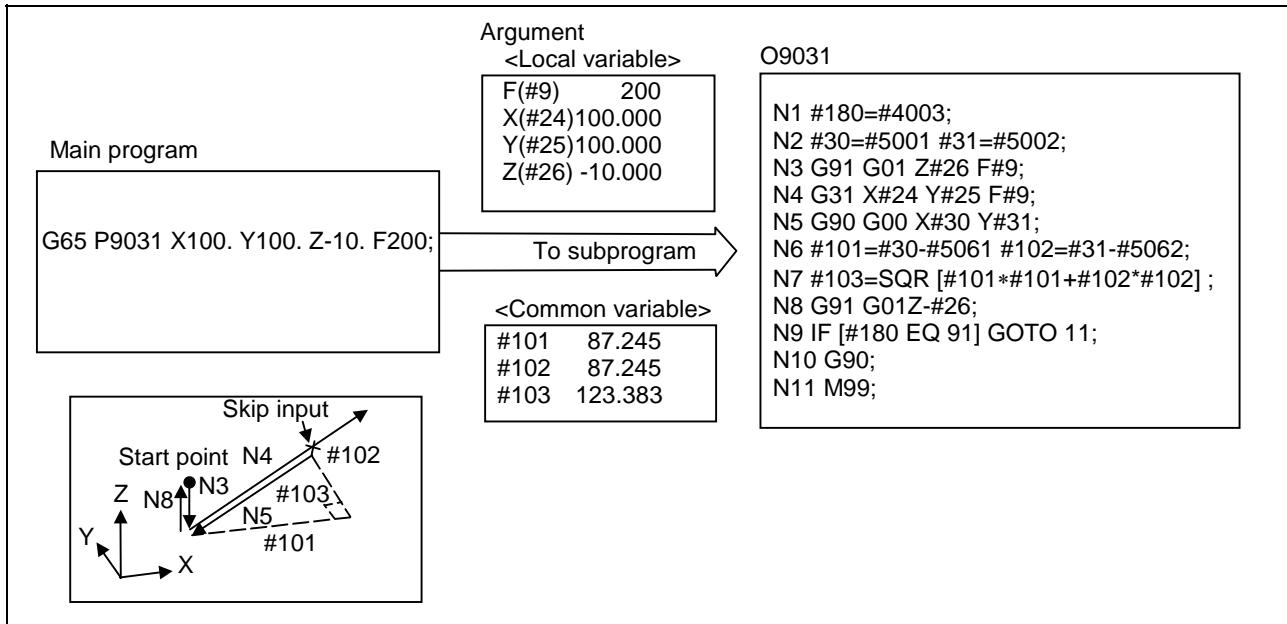 Main program
G65 P9031 X100. Y100. Z-10. F200;
Argument
<Local variable>
F(#9) 200
X(#24)100.000
Y(#25)100.000
Z(#26) -10.000
To subprogram
<Common variable>
#101 87.245
#102 87.245
#103 123.383
O9031
N1 #180=#4003;
N2 #30=#5001 #31=#5002;
N3 G91 G01 Z#26 F#9;
N4 G31 X#24 Y#25 F#9;
N5 G90 G00 X#30 Y#31;
N6 #101=#30-#5061 #102=#31-#5062;
N7 #103=SQR [#101∗#101+#102*#102] ;
N8 G91 G01Z-#26;
N9 IF [#180 EQ 91] GOTO 11;
N10 G90;
N11 M99;
Skip input
Start point N4 #102
N3
Z N8 #103
N5
Y #101
X